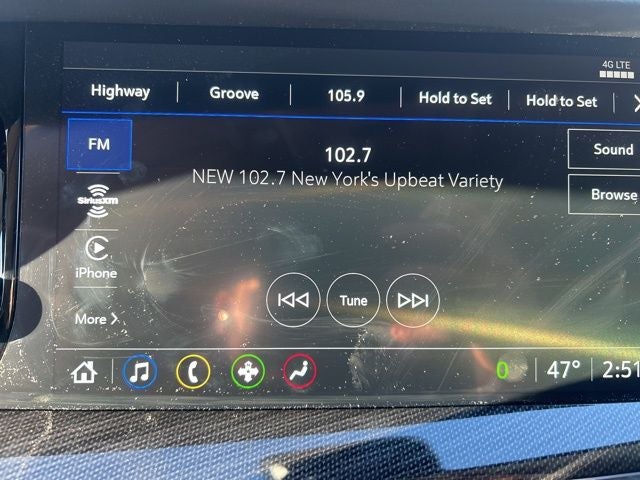 4G LTE
Highway Groove 105.9 Hold to Set Hold to Set
FM 102.7 Sound
NEW 102.7 New York's Upbeat Variety
SiriusXM Browse
iPhone
Tune
More
0 47° 2:51